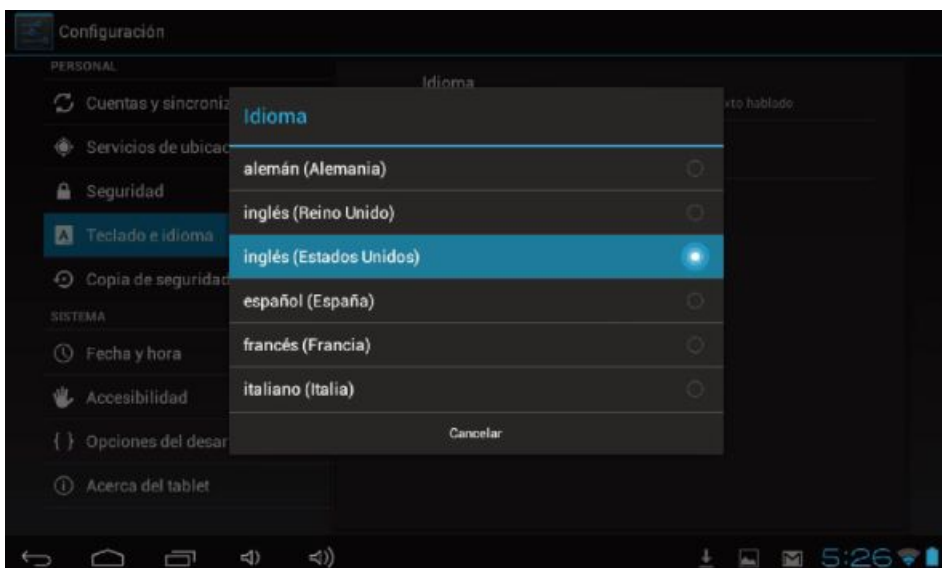 Configuración
PERSONAL
Cuentas y sincroniz
Servicios de ubicac
Seguridad
Teclado e idioma
Copia de seguridad
SISTEMA
Fecha y hora
Accesibilidad
{ } Opciones del desar
Acerca del tablet
Idioma
hablado
Idioma
alemán (Alemania)
inglés (Reino Unido)
inglés (Estados Unidos)
español (España)
francés (Francia)
italiano (Italia)
Cancelar
5:26